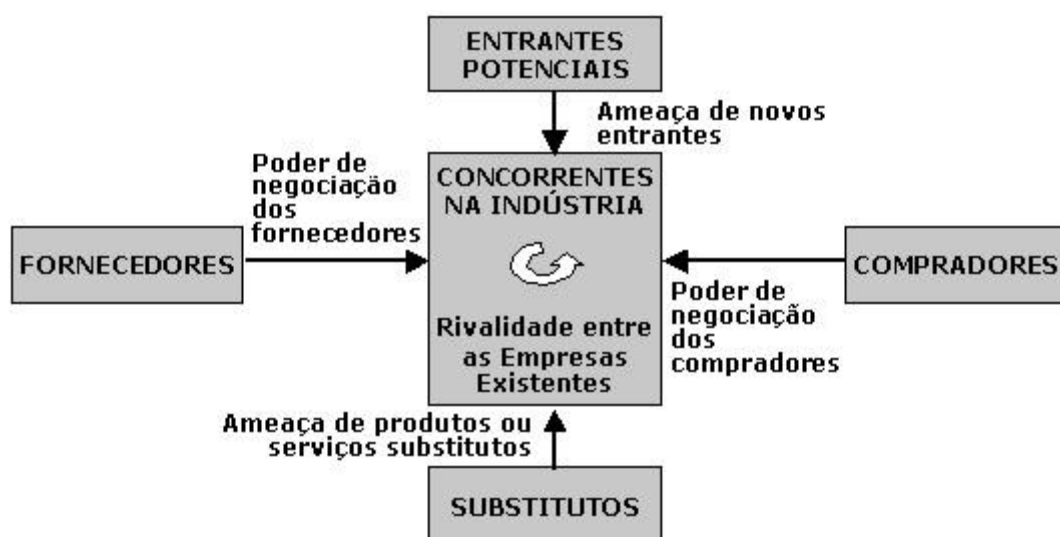 ENTRANTES
POTENCIAIS
Ameaça de novos
entrantes
Poder de
negociação
dos
fornecedores
CONCORRENTES
NA INDÚSTRIA
FORNECEDORES
COMPRADORES
Rivalidade entre
as Empresas
Existentes
Poder de
negociação
dos
compradores
Ameaça de produtos ou
serviços substitutos
SUBSTITUTOS